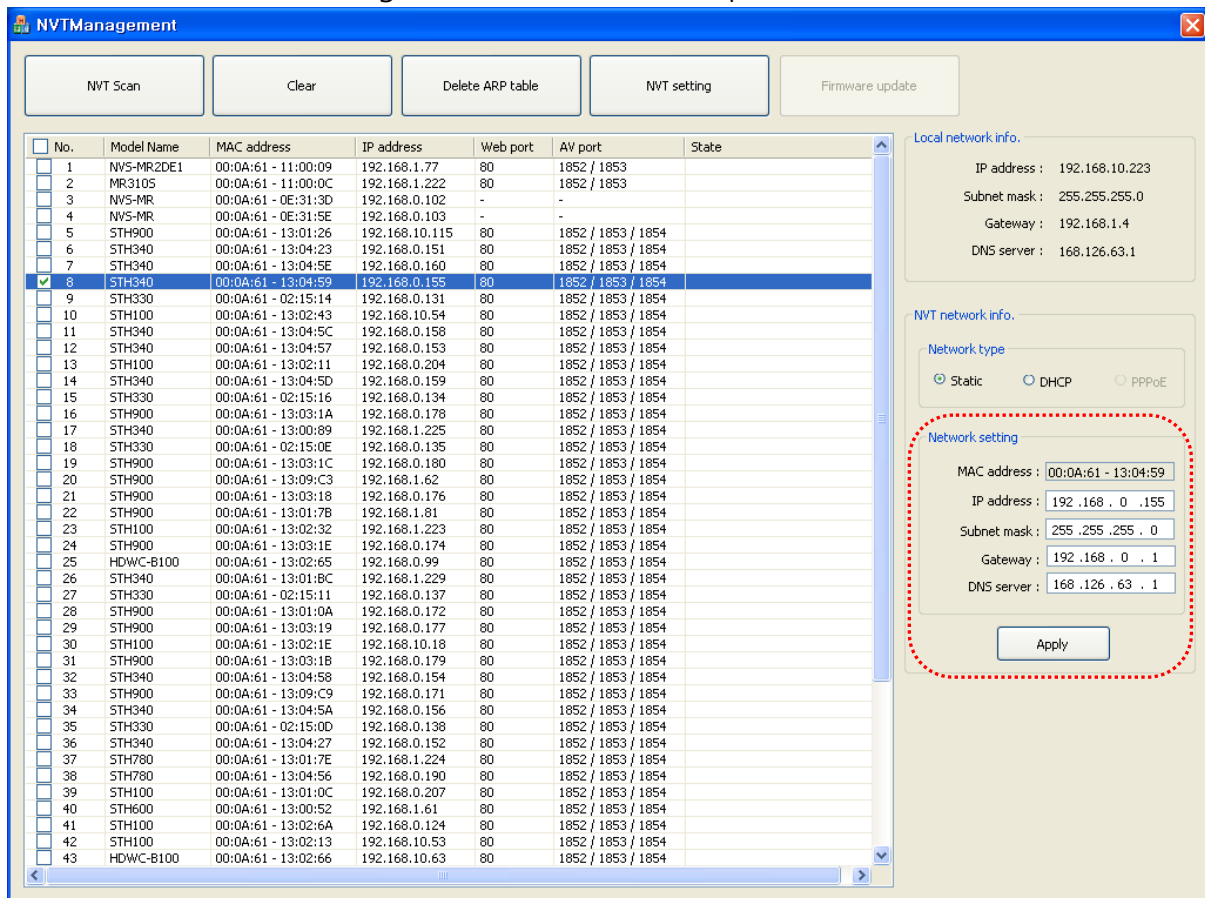 NVTManagement
NVT Scan Clear Delete ARP table NVT setting Firmware update
No. Model Name MAC address IP address Web port AV port State
1 NVS-MR2DE1 00:0A:61 - 11:00:09 192.168.1.77 80 1852 / 1853
2 MR310S 00:0A:61 - 11:00:0C 192.168.1.222 80 1852 / 1853
3 NVS-MR 00:0A:61 - 0E:31:3D 192.168.0.102 - -
4 NVS-MR 00:0A:61 - 0E:31:5E 192.168.0.103 - -
5 STH900 00:0A:61 - 13:01:26 192.168.10.115 80 1852 / 1853 / 1854
6 STH340 00:0A:61 - 13:04:23 192.168.0.151 80 1852 / 1853 / 1854
7 STH340 00:0A:61 - 13:04:5E 192.168.0.160 80 1852 / 1853 / 1854
8 STH340 00:0A:61 - 13:04:59 192.168.0.155 80 1852 / 1853 / 1854
9 STH330 00:0A:61 - 02:15:14 192.168.0.131 80 1852 / 1853 / 1854
10 STH100 00:0A:61 - 13:02:43 192.168.10.54 80 1852 / 1853 / 1854
11 STH340 00:0A:61 - 13:04:5C 192.168.0.158 80 1852 / 1853 / 1854
12 STH340 00:0A:61 - 13:04:57 192.168.0.153 80 1852 / 1853 / 1854
13 STH100 00:0A:61 - 13:02:11 192.168.0.204 80 1852 / 1853 / 1854
14 STH340 00:0A:61 - 13:04:5D 192.168.0.159 80 1852 / 1853 / 1854
15 STH330 00:0A:61 - 02:15:16 192.168.0.134 80 1852 / 1853 / 1854
16 STH900 00:0A:61 - 13:03:1A 192.168.0.178 80 1852 / 1853 / 1854
17 STH340 00:0A:61 - 13:00:89 192.168.1.225 80 1852 / 1853 / 1854
18 STH330 00:0A:61 - 02:15:0E 192.168.0.135 80 1852 / 1853 / 1854
19 STH900 00:0A:61 - 13:03:1C 192.168.0.180 80 1852 / 1853 / 1854
20 STH900 00:0A:61 - 13:09:C3 192.168.1.62 80 1852 / 1853 / 1854
21 STH900 00:0A:61 - 13:03:18 192.168.0.176 80 1852 / 1853 / 1854
22 STH900 00:0A:61 - 13:01:7B 192.168.1.81 80 1852 / 1853 / 1854
23 STH100 00:0A:61 - 13:02:32 192.168.1.223 80 1852 / 1853 / 1854
24 STH900 00:0A:61 - 13:03:1E 192.168.0.174 80 1852 / 1853 / 1854
25 HDWC-B100 00:0A:61 - 13:02:65 192.168.0.99 80 1852 / 1853 / 1854
26 STH340 00:0A:61 - 13:01:BC 192.168.1.229 80 1852 / 1853 / 1854
27 STH330 00:0A:61 - 02:15:11 192.168.0.137 80 1852 / 1853 / 1854
28 STH900 00:0A:61 - 13:01:0A 192.168.0.172 80 1852 / 1853 / 1854
29 STH900 00:0A:61 - 13:03:19 192.168.0.177 80 1852 / 1853 / 1854
30 STH100 00:0A:61 - 13:02:1E 192.168.10.18 80 1852 / 1853 / 1854
31 STH900 00:0A:61 - 13:03:1B 192.168.0.179 80 1852 / 1853 / 1854
32 STH340 00:0A:61 - 13:04:58 192.168.0.154 80 1852 / 1853 / 1854
33 STH900 00:0A:61 - 13:09:C9 192.168.0.171 80 1852 / 1853 / 1854
34 STH340 00:0A:61 - 13:04:5A 192.168.0.156 80 1852 / 1853 / 1854
35 STH330 00:0A:61 - 02:15:0D 192.168.0.138 80 1852 / 1853 / 1854
36 STH340 00:0A:61 - 13:04:27 192.168.0.152 80 1852 / 1853 / 1854
37 STH780 00:0A:61 - 13:01:7E 192.168.1.224 80 1852 / 1853 / 1854
38 STH780 00:0A:61 - 13:04:56 192.168.0.190 80 1852 / 1853 / 1854
39 STH100 00:0A:61 - 13:01:0C 192.168.0.207 80 1852 / 1853 / 1854
40 STH600 00:0A:61 - 13:00:52 192.168.1.61 80 1852 / 1853 / 1854
41 STH100 00:0A:61 - 13:02:6A 192.168.0.124 80 1852 / 1853 / 1854
42 STH100 00:0A:61 - 13:02:13 192.168.10.53 80 1852 / 1853 / 1854
43 HDWC-B100 00:0A:61 - 13:02:66 192.168.10.63 80 1852 / 1853 / 1854
Local network info.
IP address : 192.168.10.223
Subnet mask : 255.255.255.0
Gateway : 192.168.1.4
DNS server : 168.126.63.1
NVT network info.
Network type
Static DHCP PPPoE
Network setting
MAC address : 00:0A:61 - 13:04:59
IP address : 192 .168 . 0 .155
Subnet mask : 255 .255 .255 . 0
Gateway : 192 .168 . 0 . 1
DNS server : 168 .126 . 63 . 1
Apply